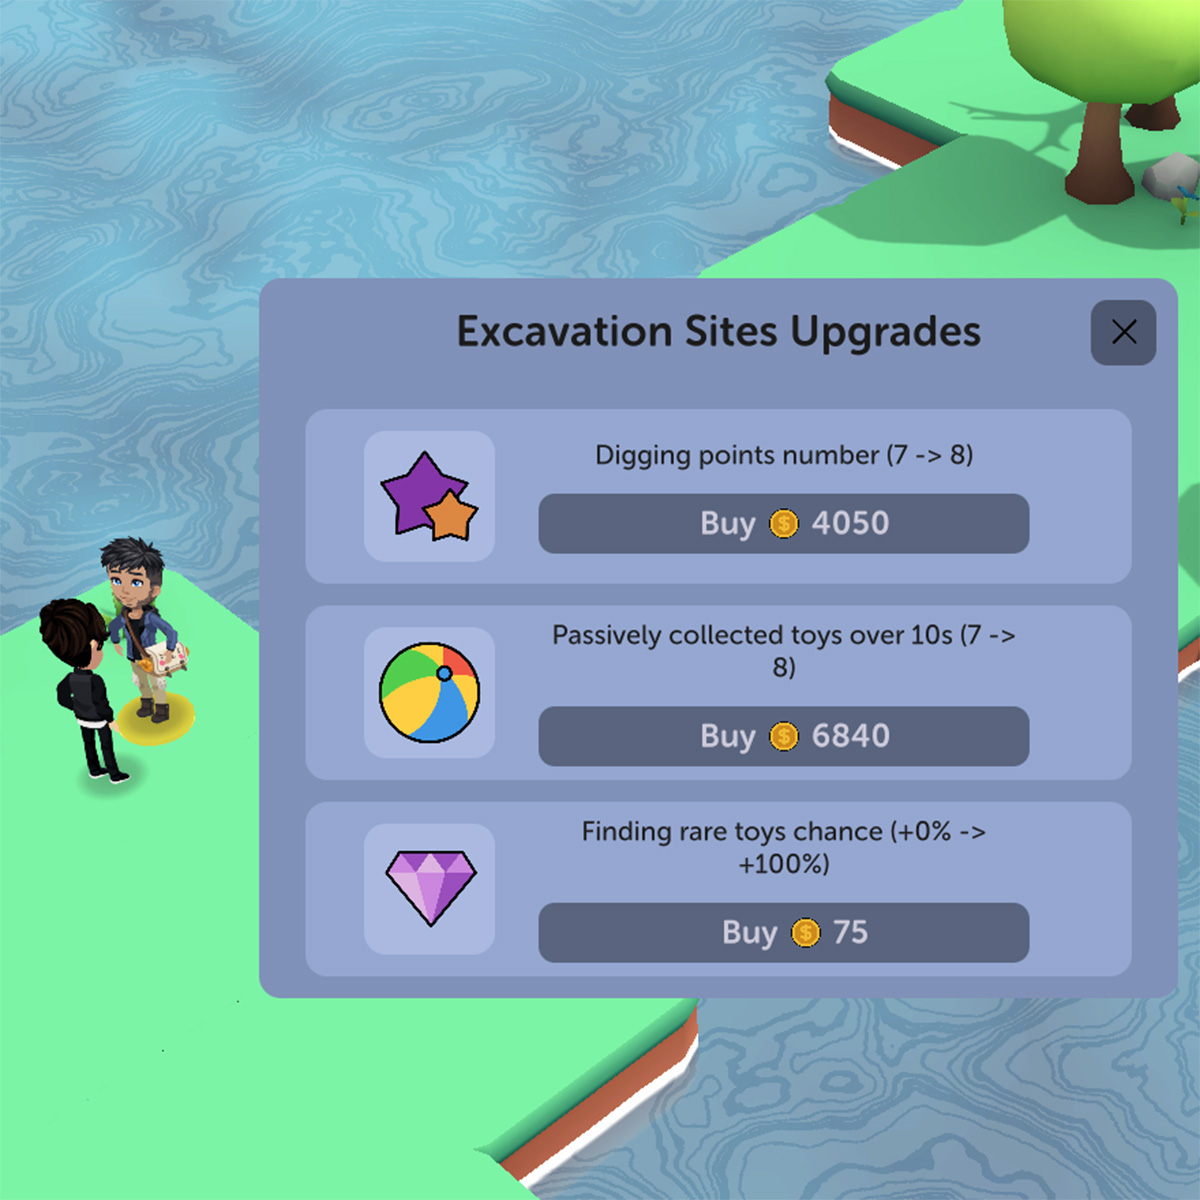 Excavation Sites Upgrades
Digging points number (7 -> 8)
Buy $ 4050
Passively collected toys over 10s (7 ->
8)
Buy $ 6840
Finding rare toys chance (+0% ->
+100%)
Buy $ 75